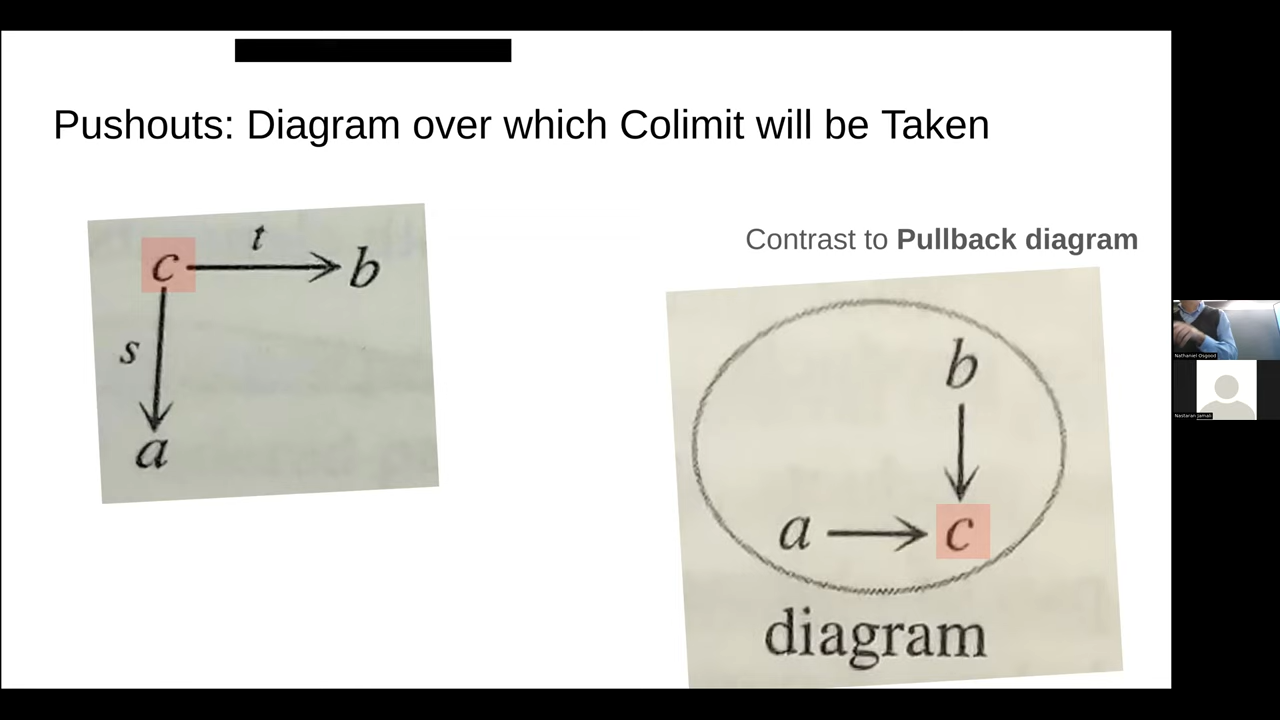 Pushouts: Diagram over which Colimit will be Taken
c
t
b
s
a
Contrast to Pullback diagram
b
a
c
diagram
Nathaniel Osgood
Nastaran Jamali